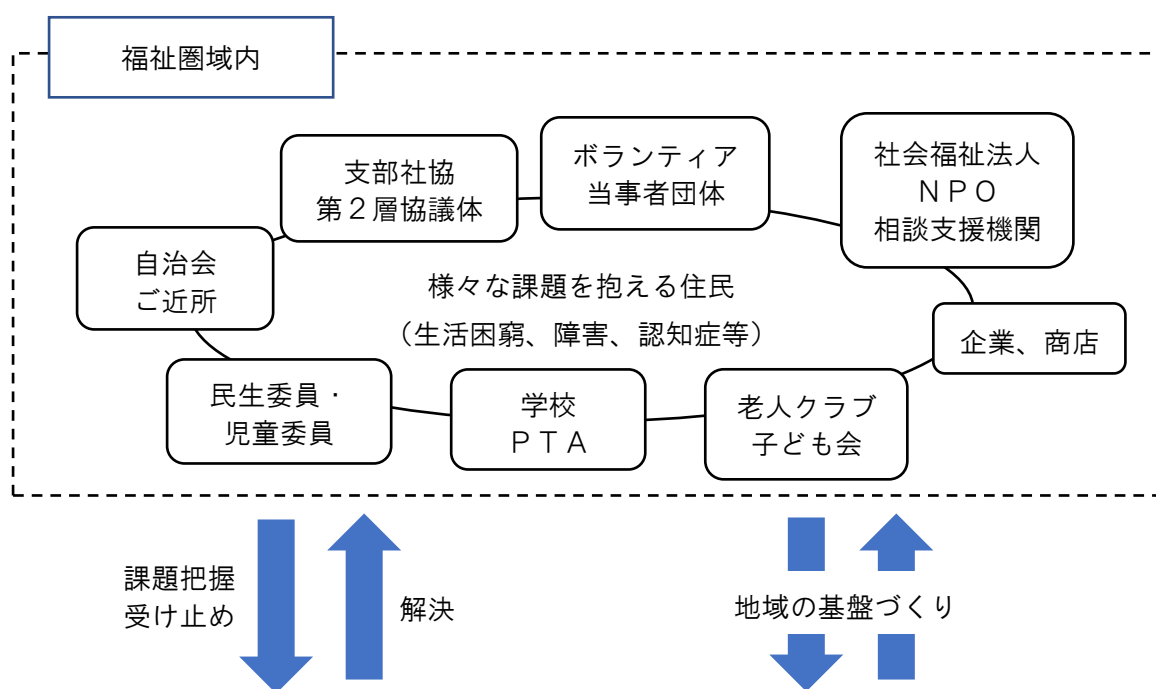 福祉圏域内
支部社協
第２層協議体
ボランティア
当事者団体
社会福祉法人
ＮＰＯ
相談支援機関
自治会
ご近所
様々な課題を抱える住民
（生活困窮、障害、認知症等）
企業、商店
民生委員・
児童委員
学校
ＰＴＡ
老人クラブ
子ども会
課題把握
受け止め
解決
地域の基盤づくり